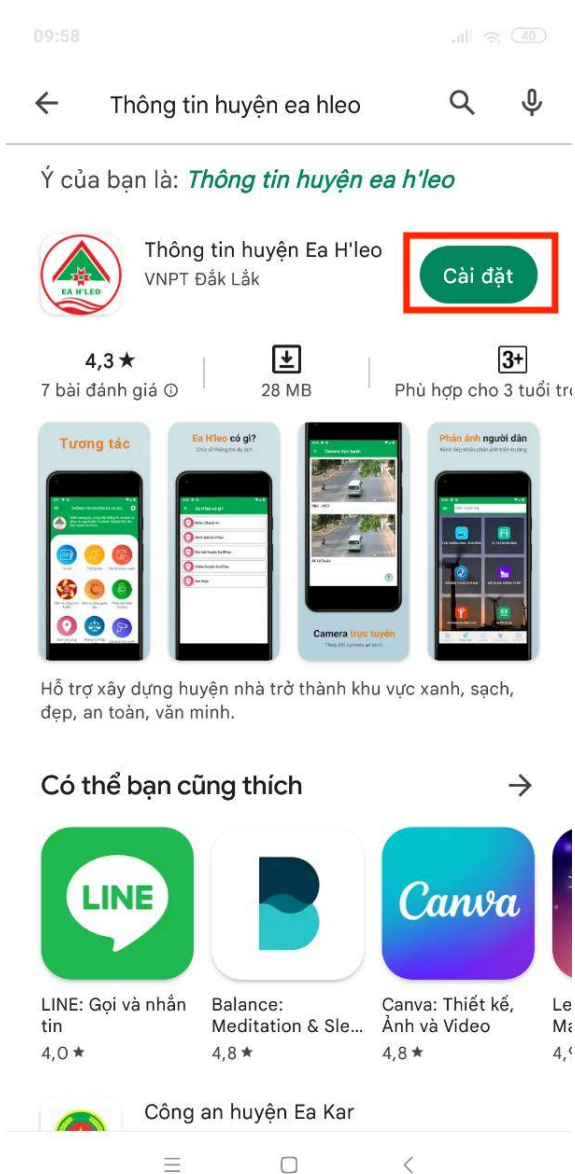 09:58
40
Thông tin huyện ea hleo
Ý của bạn là: Thông tin huyện ea h'leo
EA H'LEO
Thông tin huyện Ea H'leo
VNPT Đắk Lắk
Cài đặt
4,3 ★
7 bài đánh giá
28 MB
3+
Phù hợp cho 3 tuổi trở
Tương tác
Ea H'leo có gì?
Camera trực tuyến
Phản ánh người dân
Hỗ trợ xây dựng huyện nhà trở thành khu vực xanh, sạch,
đẹp, an toàn, văn minh.
Có thể bạn cũng thích
LINE
Canva
LINE: Gọi và nhắn
tin
4,0 ★
Balance:
Meditation & Sle...
4,8 ★
Canva: Thiết kế,
Ảnh và Video
4,8 ★
Le
Ma
4,9
Công an huyện Ea Kar